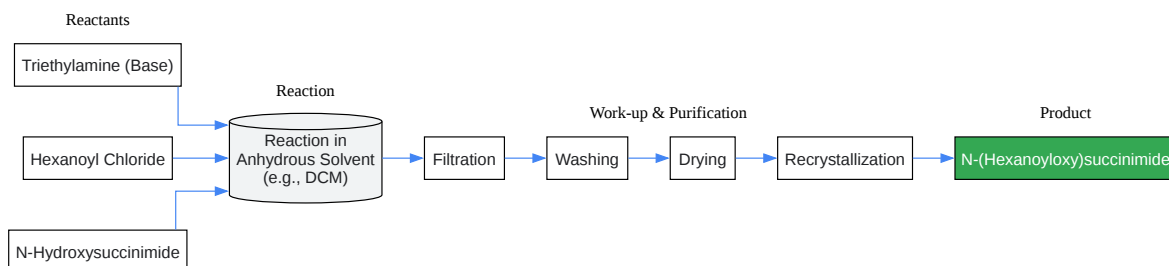 Reactants
Triethylamine (Base)
Hexanoyl Chloride
N-Hydroxysuccinimide
Reaction
Reaction in
Anhydrous Solvent
(e.g., DCM)
Work-up & Purification
Filtration
Washing
Drying
Recrystallization
Product
N-(Hexanoyloxy)succinimide